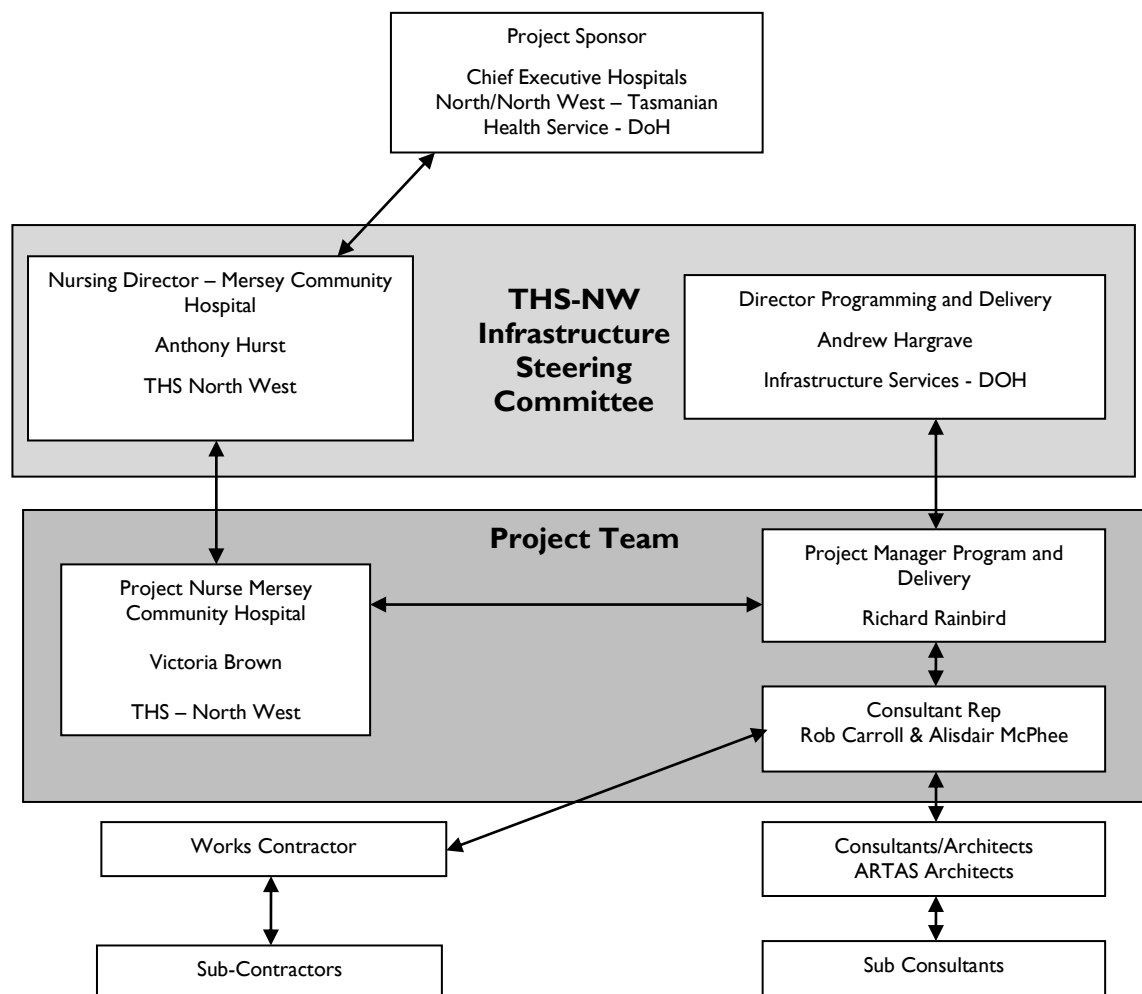 Project Sponsor
Chief Executive Hospitals
North/North West – Tasmanian
Health Service - DoH
Nursing Director – Mersey Community
Hospital
Anthony Hurst
THS North West
THS-NW
Infrastructure
Steering
Committee
Director Programming and Delivery
Andrew Hargrave
Infrastructure Services - DOH
Project Team
Project Nurse Mersey
Community Hospital
Victoria Brown
THS – North West
Project Manager Program and
Delivery
Richard Rainbird
Consultant Rep
Rob Carroll & Alisdair McPhee
Works Contractor
Consultants/Architects
ARTAS Architects
Sub-Contractors
Sub Consultants